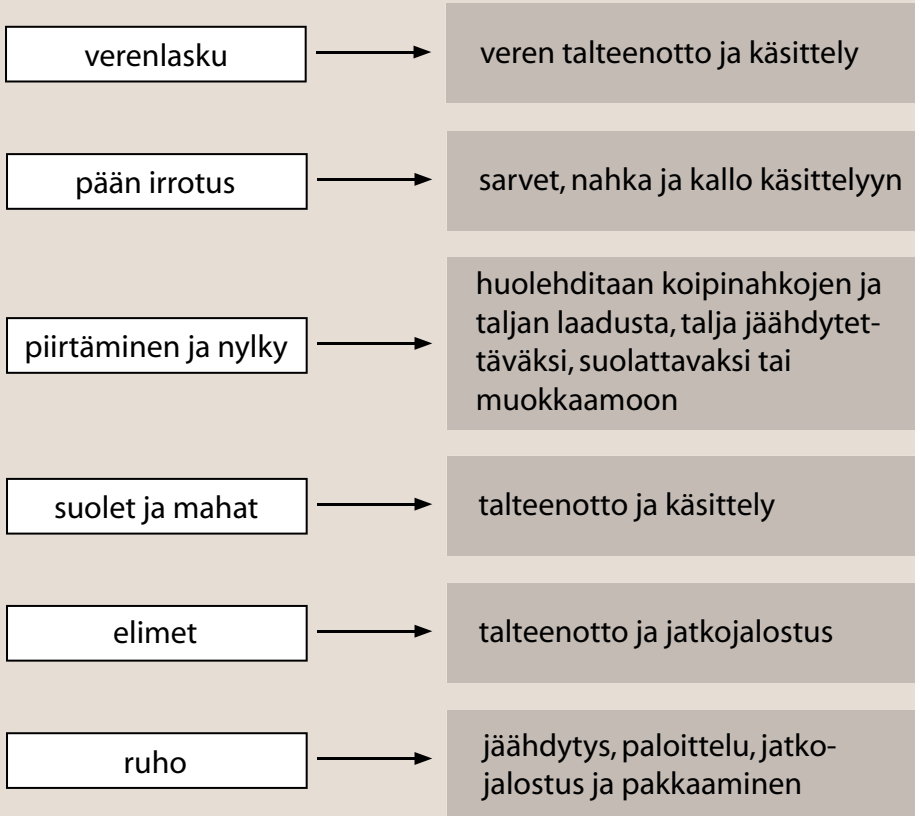 verenlasku
veren talteenotto ja käsittely
pään irrotus
sarvet, nahka ja kallo käsittelyyn
piirtäminen ja nylky
huolehditaan koipinahkojen ja
taljan laadusta, talja jäähdytet-
täväksi, suolattavaksi tai
muokkaamoon
suolet ja mahat
talteenotto ja käsittely
elimet
talteenotto ja jatkojalostus
ruho
jäähdytys, paloittelu, jatko-
jalostus ja pakkaaminen